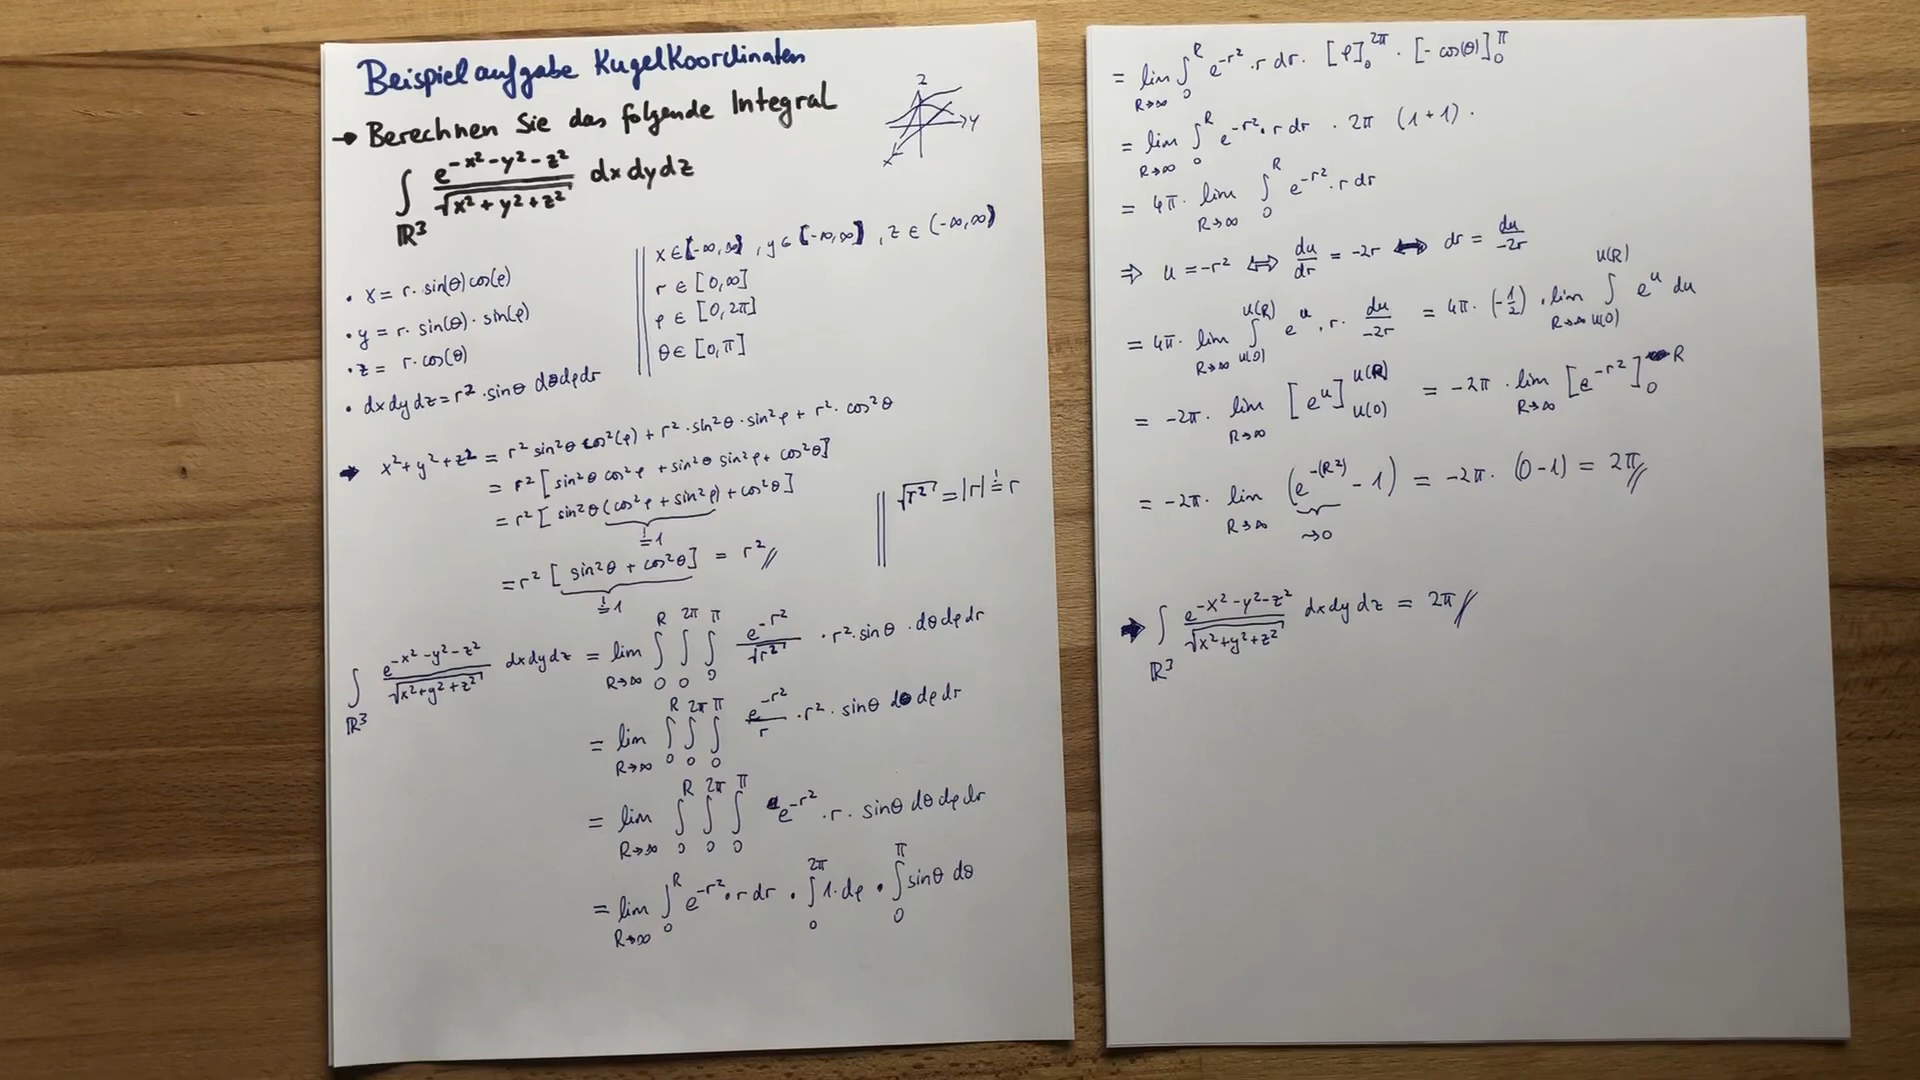 Beispielaufgabe Kugelkoordinaten
→ Berechnen Sie das folgende Integral
∫_{ℝ³} e^{-x²-y²-z²} / √(x²+y²+z²) dx dy dz
z
y
x
• x = r · sin(θ) cos(φ)
• y = r · sin(θ) · sin(φ)
• z = r · cos(θ)
• dx dy dz = r² · sinθ dθ dφ dr
x ∈ (-∞,∞), y ∈ (-∞,∞), z ∈ (-∞,∞)
r ∈ [0,∞]
φ ∈ [0,2π]
θ ∈ [0,π]
→ x² + y² + z² = r² sin²θ cos²(φ) + r² · sin²θ · sin²φ + r² · cos²θ
= r² [sin²θ cos²φ + sin²θ sin²φ + cos²θ]
= r² [sin²θ (cos²φ + sin²φ) + cos²θ]
!= 1
= r² [sin²θ + cos²θ] = r² //
!= 1
√r² = |r| != r
∫_{ℝ³} e^{-x²-y²-z²} / √(x²+y²+z²) dx dy dz = lim_{R→∞} ∫_0^R ∫_0^{2π} ∫_0^π e^{-r²} / √r² · r² · sinθ · dθ dφ dr
= lim_{R→∞} ∫_0^R ∫_0^{2π} ∫_0^π e^{-r²} / r · r² · sinθ dθ dφ dr
= lim_{R→∞} ∫_0^R ∫_0^{2π} ∫_0^π e^{-r²} · r · sinθ dθ dφ dr
= lim_{R→∞} ∫_0^R e^{-r²} · r dr · ∫_0^{2π} 1 · dφ · ∫_0^π sinθ dθ
= lim_{R→∞} ∫_0^R e^{-r²} · r dr · [φ]_0^{2π} · [-cos(θ)]_0^π
= lim_{R→∞} ∫_0^R e^{-r²} · r dr · 2π (1+1) ·
= 4π · lim_{R→∞} ∫_0^R e^{-r²} · r dr
⇒ u = -r² ⟺ du/dr = -2r ⟺ dr = du/-2r
= 4π · lim_{R→∞} ∫_{u(0)}^{u(R)} e^u · r · du/-2r = 4π · (-1/2) · lim_{R→∞} ∫_{u(0)}^{u(R)} e^u du
= -2π · lim_{R→∞} [e^u]_{u(0)}^{u(R)} = -2π · lim_{R→∞} [e^{-r²}]_0^R
= -2π · lim_{R→∞} (e^{-(R²)} - 1) = -2π · (0-1) = 2π //
→0
→ ∫_{ℝ³} e^{-x²-y²-z²} / √(x²+y²+z²) dx dy dz = 2π //